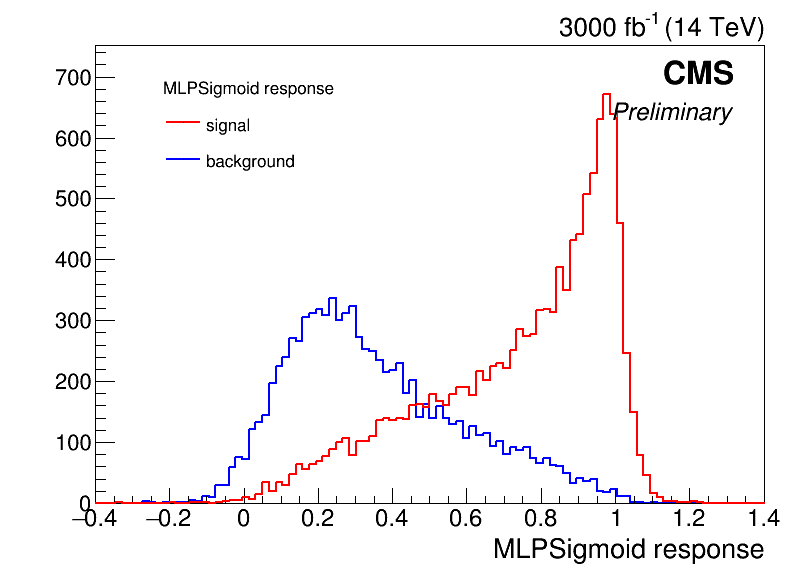 3000 fb⁻¹ (14 TeV)
CMS
Preliminary
MLPSigmoid response
signal
background
700
600
500
400
300
200
100
0
−0.4 −0.2 0 0.2 0.4 0.6 0.8 1 1.2 1.4
MLPSigmoid response